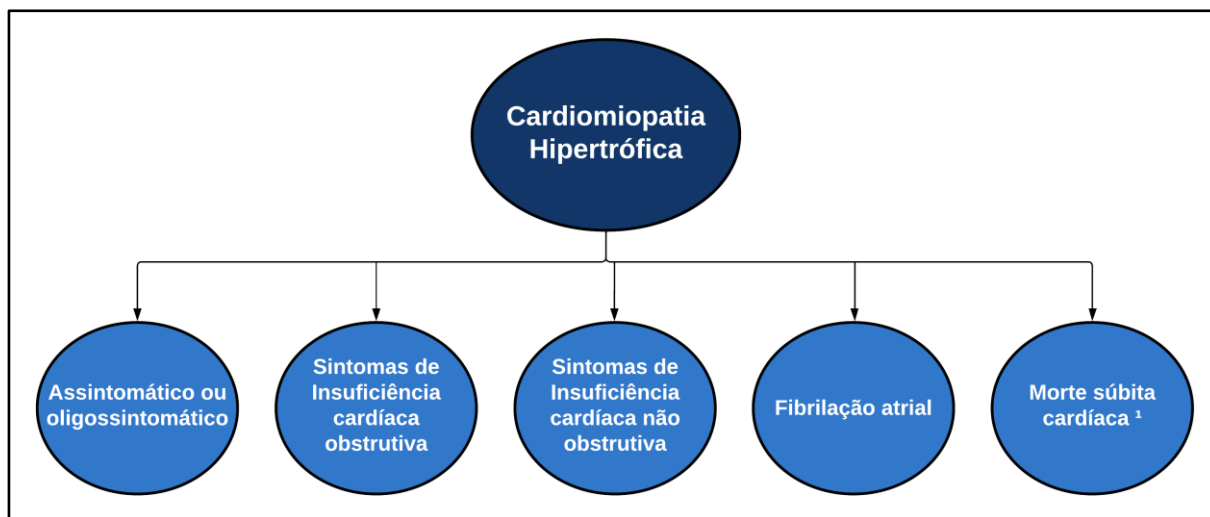 Cardiomiopatia
Hipertrófica
Assintomático ou
oligossintomático
Sintomas de
Insuficiência
cardíaca
obstrutiva
Sintomas de
Insuficiência
cardíaca não
obstrutiva
Fibrilação atrial
Morte súbita
cardíaca ¹